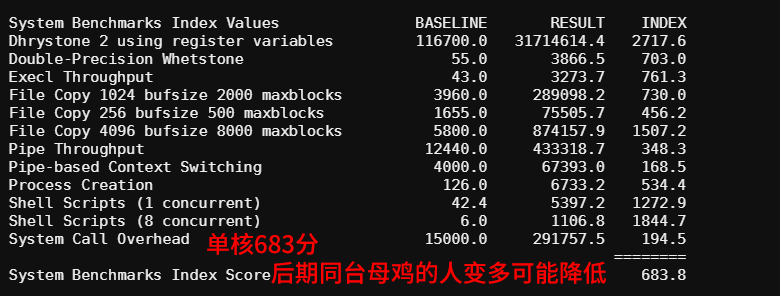 System Benchmarks Index Values BASELINE RESULT INDEX
Dhrystone 2 using register variables 116700.0 31714614.4 2717.6
Double-Precision Whetstone 55.0 3866.5 703.0
Execl Throughput 43.0 3273.7 761.3
File Copy 1024 bufsize 2000 maxblocks 3960.0 289098.2 730.0
File Copy 256 bufsize 500 maxblocks 1655.0 75505.7 456.2
File Copy 4096 bufsize 8000 maxblocks 5800.0 874157.9 1507.2
Pipe Throughput 12440.0 433318.7 348.3
Pipe-based Context Switching 4000.0 67393.0 168.5
Process Creation 126.0 6733.2 534.4
Shell Scripts (1 concurrent) 42.4 5397.2 1272.9
Shell Scripts (8 concurrent) 6.0 1106.8 1844.7
System Call Overhead 15000.0 291757.5 194.5
单核683分
========
System Benchmarks Index Score 683.8
后期同台母鸡的人变多可能降低